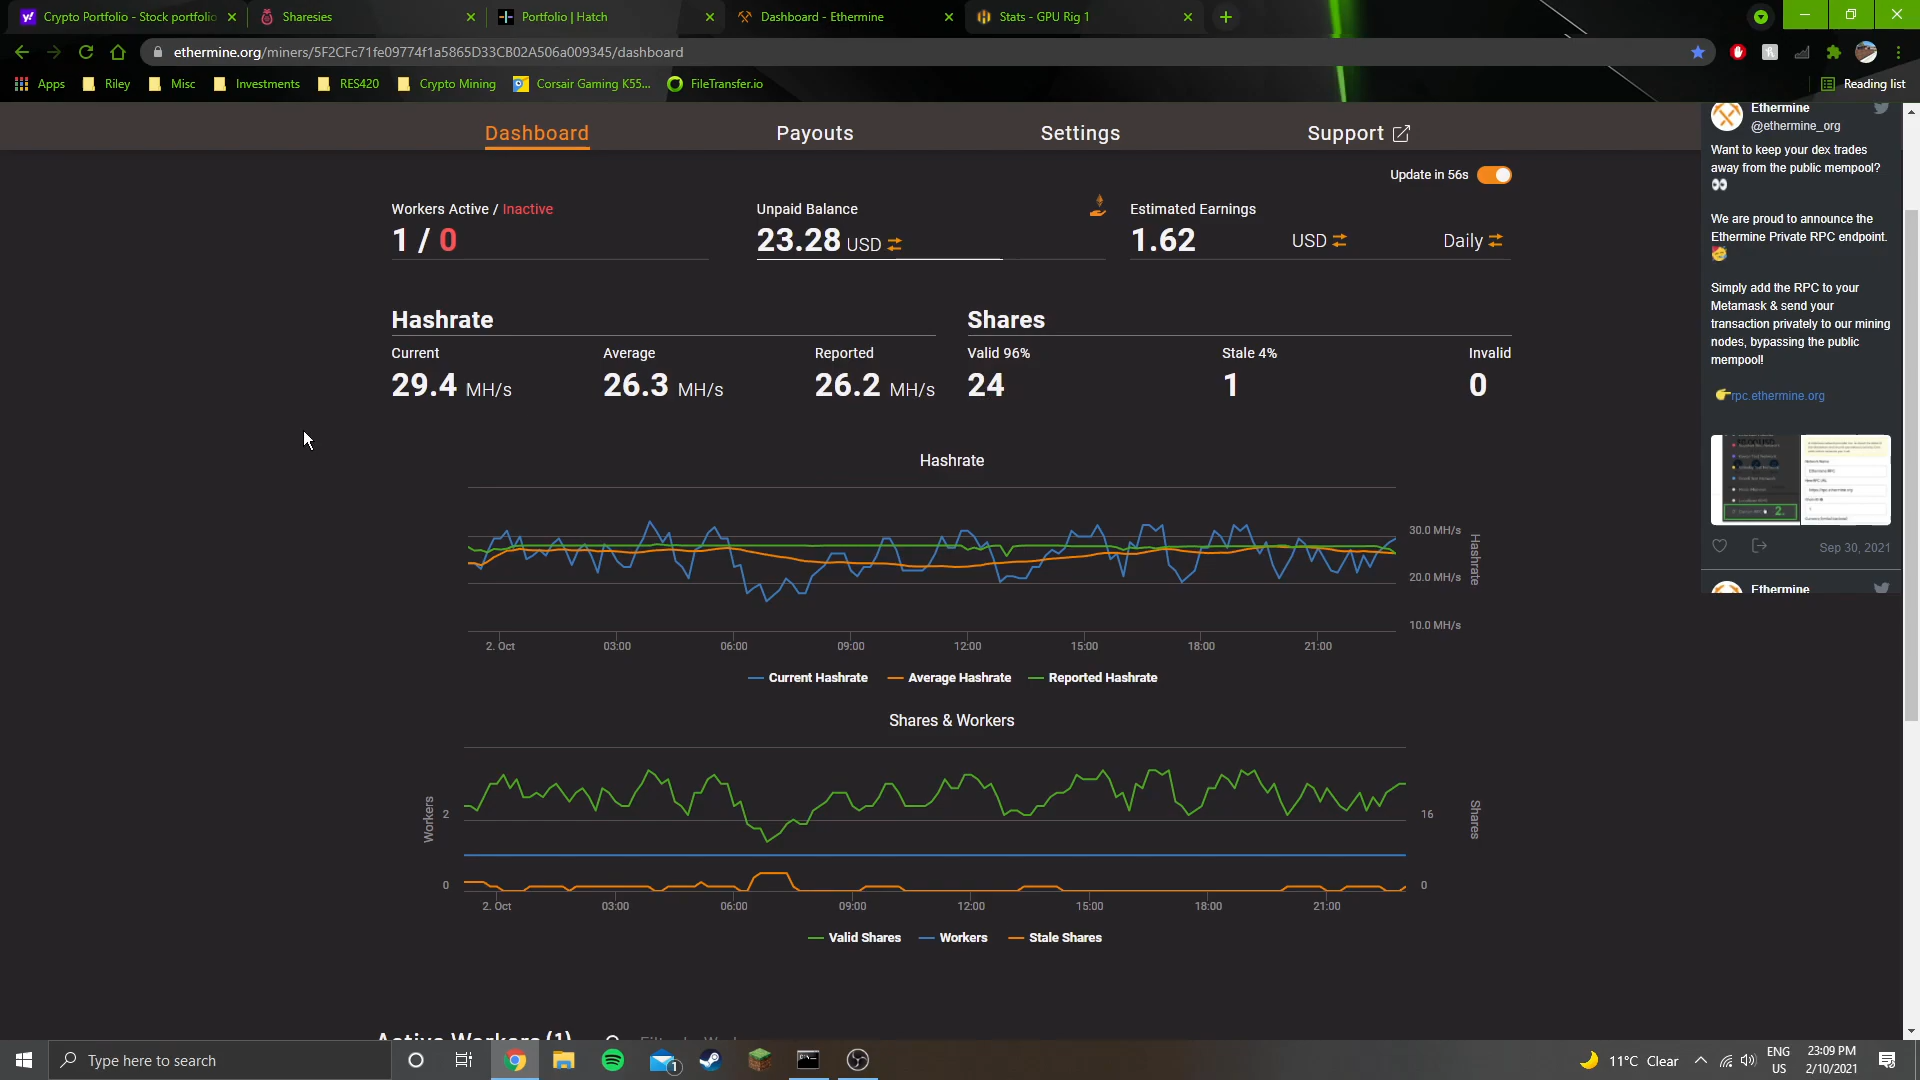 Crypto Portfolio - Stock portfolio
Sharesies
Portfolio | Hatch
Dashboard - Ethermine
Stats - GPU Rig 1
ethermine.org/miners/5F2CFc71fe09774f1a5865D33CB02A506a009345/dashboard
Apps
Riley
Misc
Investments
RES420
Crypto Mining
Corsair Gaming K55...
FileTransfer.io
Reading list
Dashboard
Payouts
Settings
Support
Update in 56s
Workers Active / Inactive
1 / 0
Unpaid Balance
23.28 USD
Estimated Earnings
1.62
USD
Daily
Hashrate
Current
29.4 MH/s
Average
26.3 MH/s
Reported
26.2 MH/s
Shares
Valid 96%
24
Stale 4%
1
Invalid
0
Hashrate
30.0 MH/s
20.0 MH/s
10.0 MH/s
Hashrate
2. Oct
03:00
06:00
09:00
12:00
15:00
18:00
21:00
Current Hashrate
Average Hashrate
Reported Hashrate
Shares & Workers
Workers
2
0
16
0
Shares
2. Oct
03:00
06:00
09:00
12:00
15:00
18:00
21:00
Valid Shares
Workers
Stale Shares
Active Workers (1)
Ethermine
@ethermine_org
Want to keep your dex trades
away from the public mempool?
👀
We are proud to announce the
Ethermine Private RPC endpoint.
🥳
Simply add the RPC to your
Metamask & send your
transaction privately to our mining
nodes, bypassing the public
mempool!
👉rpc.ethermine.org
2.
Sep 30, 2021
Ethermine
Type here to search
1
11°C Clear
ENG
US
23:09 PM
2/10/2021